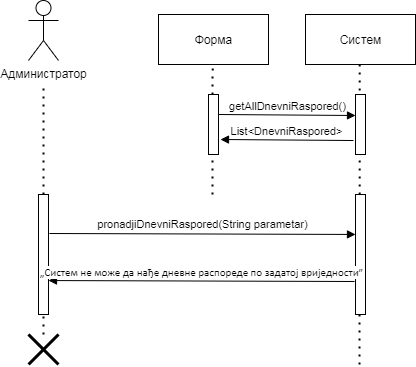 Форма
Систем
Администратор
getAllDnevniRaspored()
List<DnevniRaspored>
pronadjiDnevniRaspored(String parametar)
„Систем не може да нађе дневне распореде по задатој вриједности“